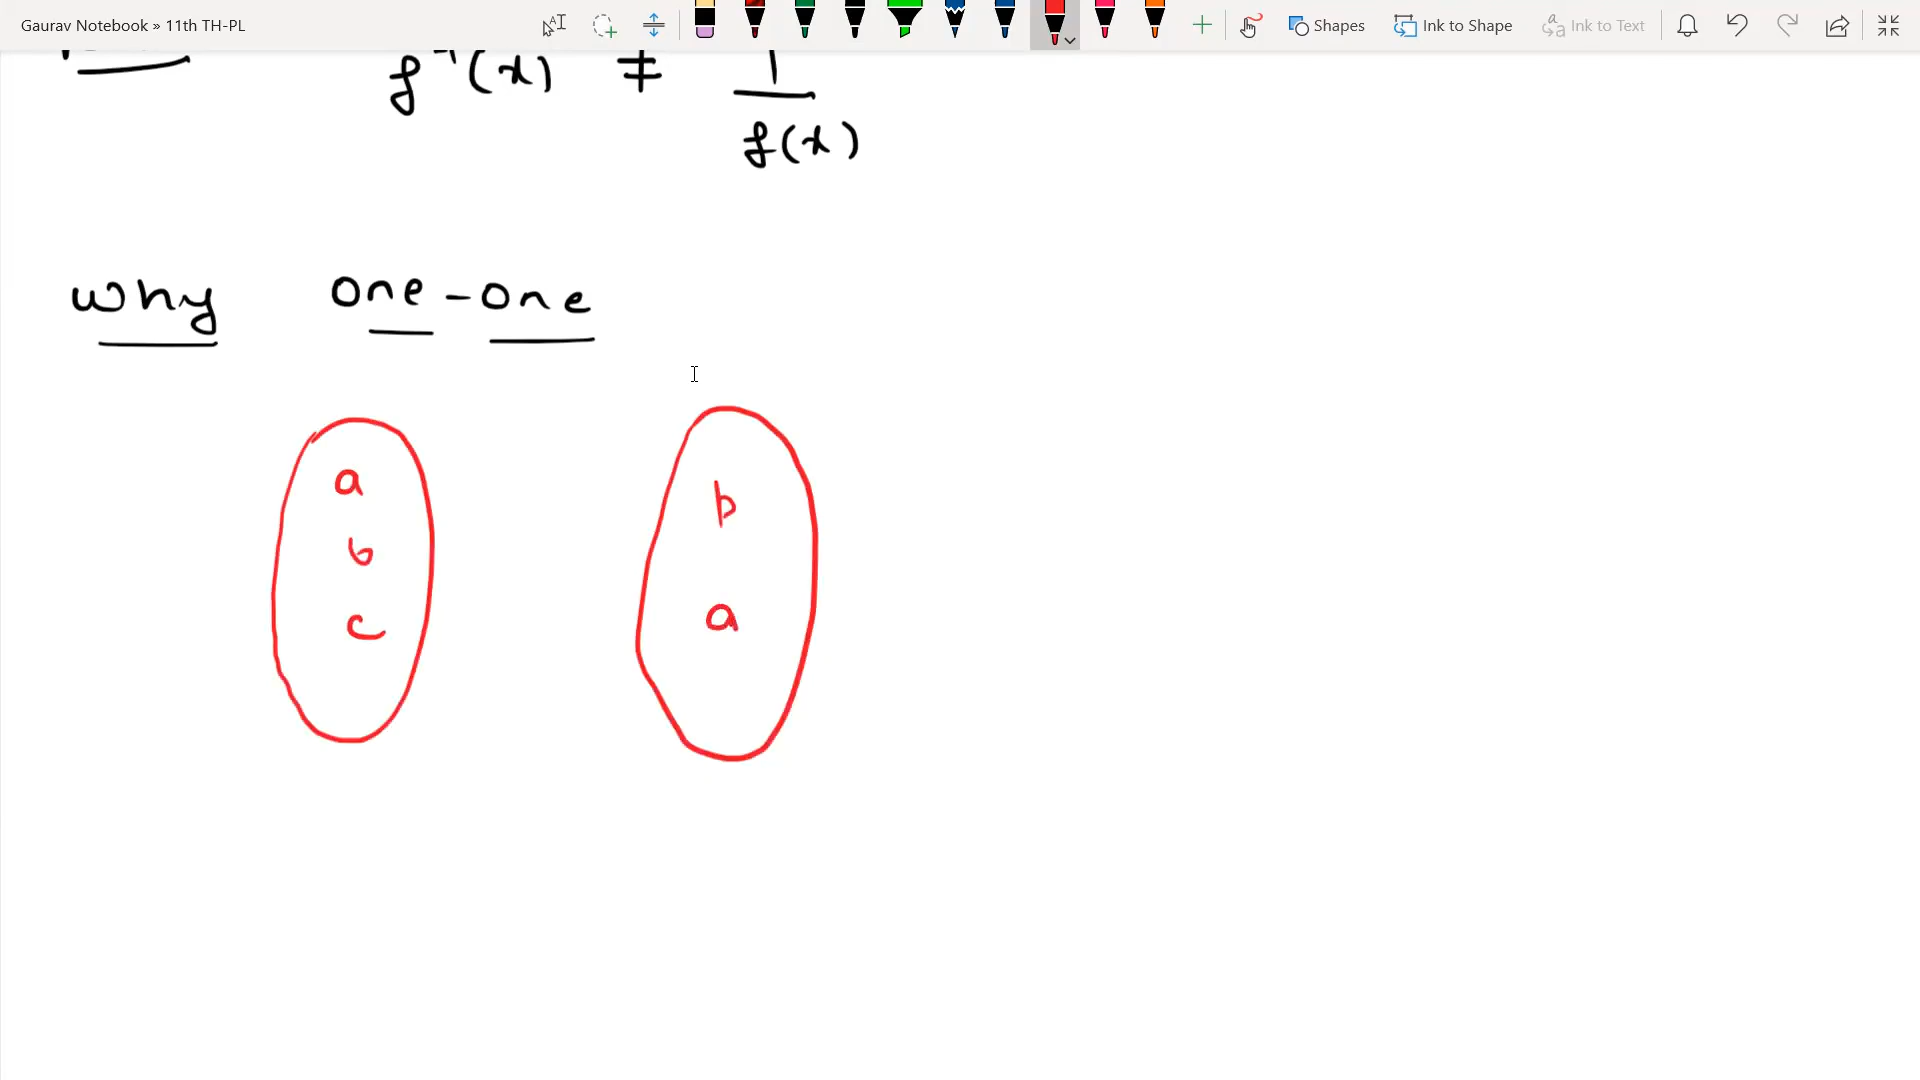 Gaurav Notebook » 11th TH-PL
Shapes
Ink to Shape
Ink to Text
f⁻¹(x) ≠ 1/f(x)
why one-one
a
b
c
b
a